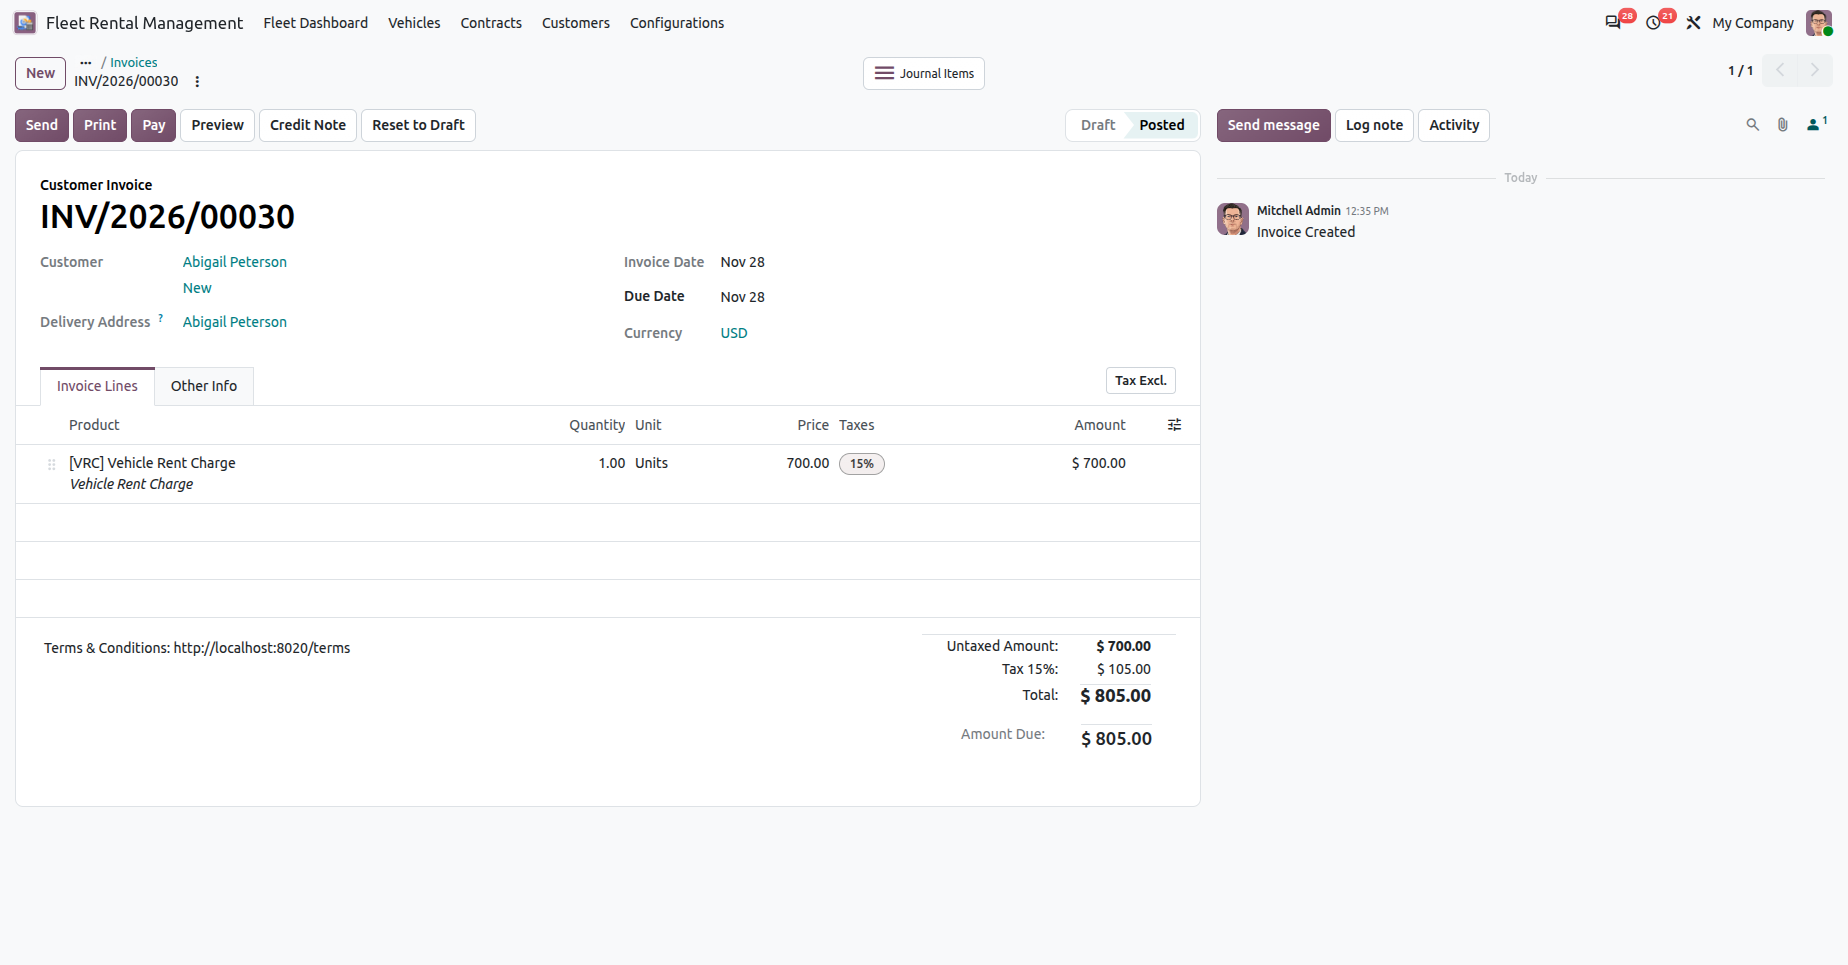 Fleet Rental Management Fleet Dashboard Vehicles Contracts Customers Configurations 28 21 My Company
New ... / Invoices
INV/2026/00030
Journal Items
1 / 1
Send Print Pay Preview Credit Note Reset to Draft Draft Posted Send message Log note Activity 1
Today
Mitchell Admin 12:35 PM
Invoice Created
Customer Invoice
INV/2026/00030
Customer Abigail Peterson Invoice Date Nov 28
New
Due Date Nov 28
Delivery Address ? Abigail Peterson
Currency USD
Invoice Lines Other Info Tax Excl.
Product Quantity Unit Price Taxes Amount
[VRC] Vehicle Rent Charge 1.00 Units 700.00 15% $ 700.00
Vehicle Rent Charge
Terms & Conditions: http://localhost:8020/terms
Untaxed Amount: $ 700.00
Tax 15%: $ 105.00
Total: $ 805.00
Amount Due: $ 805.00